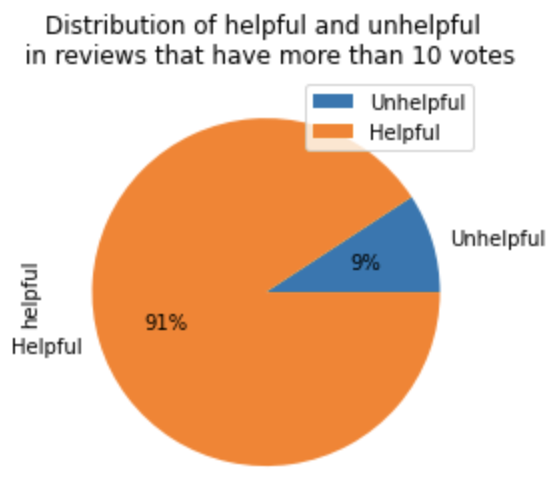 Distribution of helpful and unhelpful
in reviews that have more than 10 votes
Unhelpful
Helpful
Unhelpful
9%
helpful
91%
Helpful